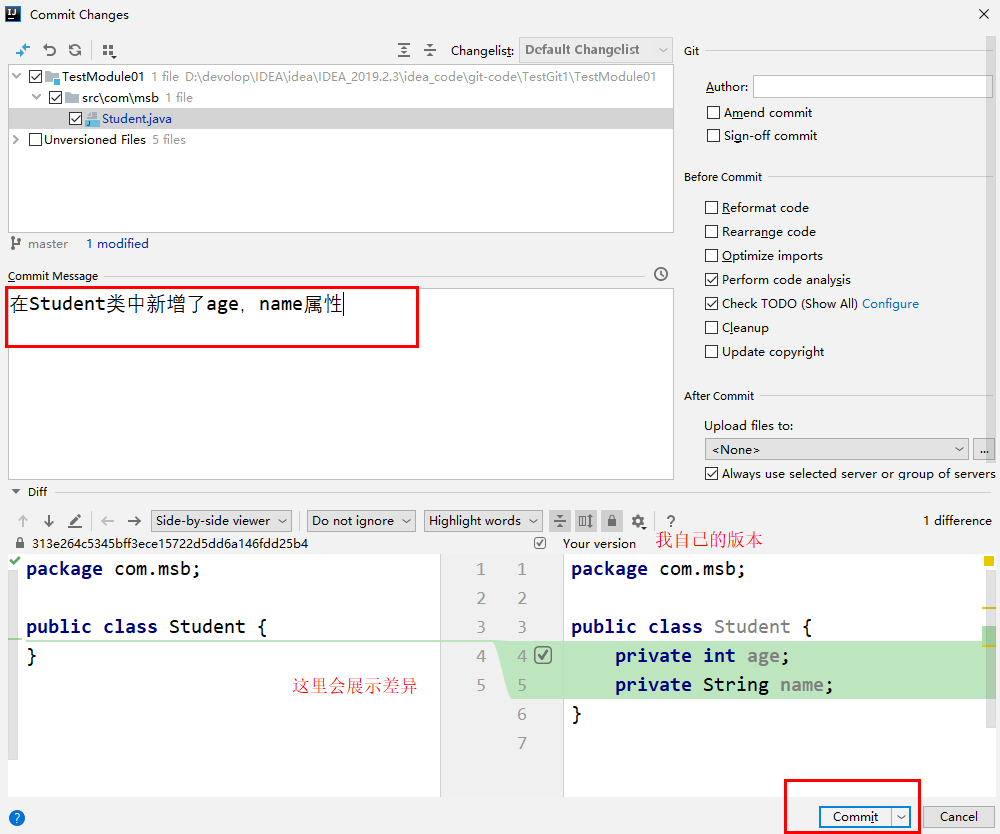 Commit Changes
Changelist: Default Changelist
TestModule01 1 file D:\devolop\IDEA\idea\IDEA_2019.2.3\idea_code\git-code\TestGit1\TestModule01
src\com\msb 1 file
Student.java
Unversioned Files 5 files
master 1 modified
Git
Author:
Amend commit
Sign-off commit
Before Commit
Reformat code
Rearrange code
Optimize imports
Perform code analysis
Check TODO (Show All) Configure
Cleanup
Update copyright
After Commit
Upload files to:
<None>
...
Always use selected server or group of servers
Commit Message
在Student类中新增了age，name属性
Diff
Side-by-side viewer Do not ignore Highlight words ? 1 difference
313e264c5345bff3ece15722d5dd6a146fdd25b4 Your version 我自己的版本
package com.msb; 1 1 package com.msb;
2 2
public class Student { 3 3 public class Student {
} 4 4 private int age;
这里会展示差异 5 5 private String name;
6 }
7
? Commit Cancel